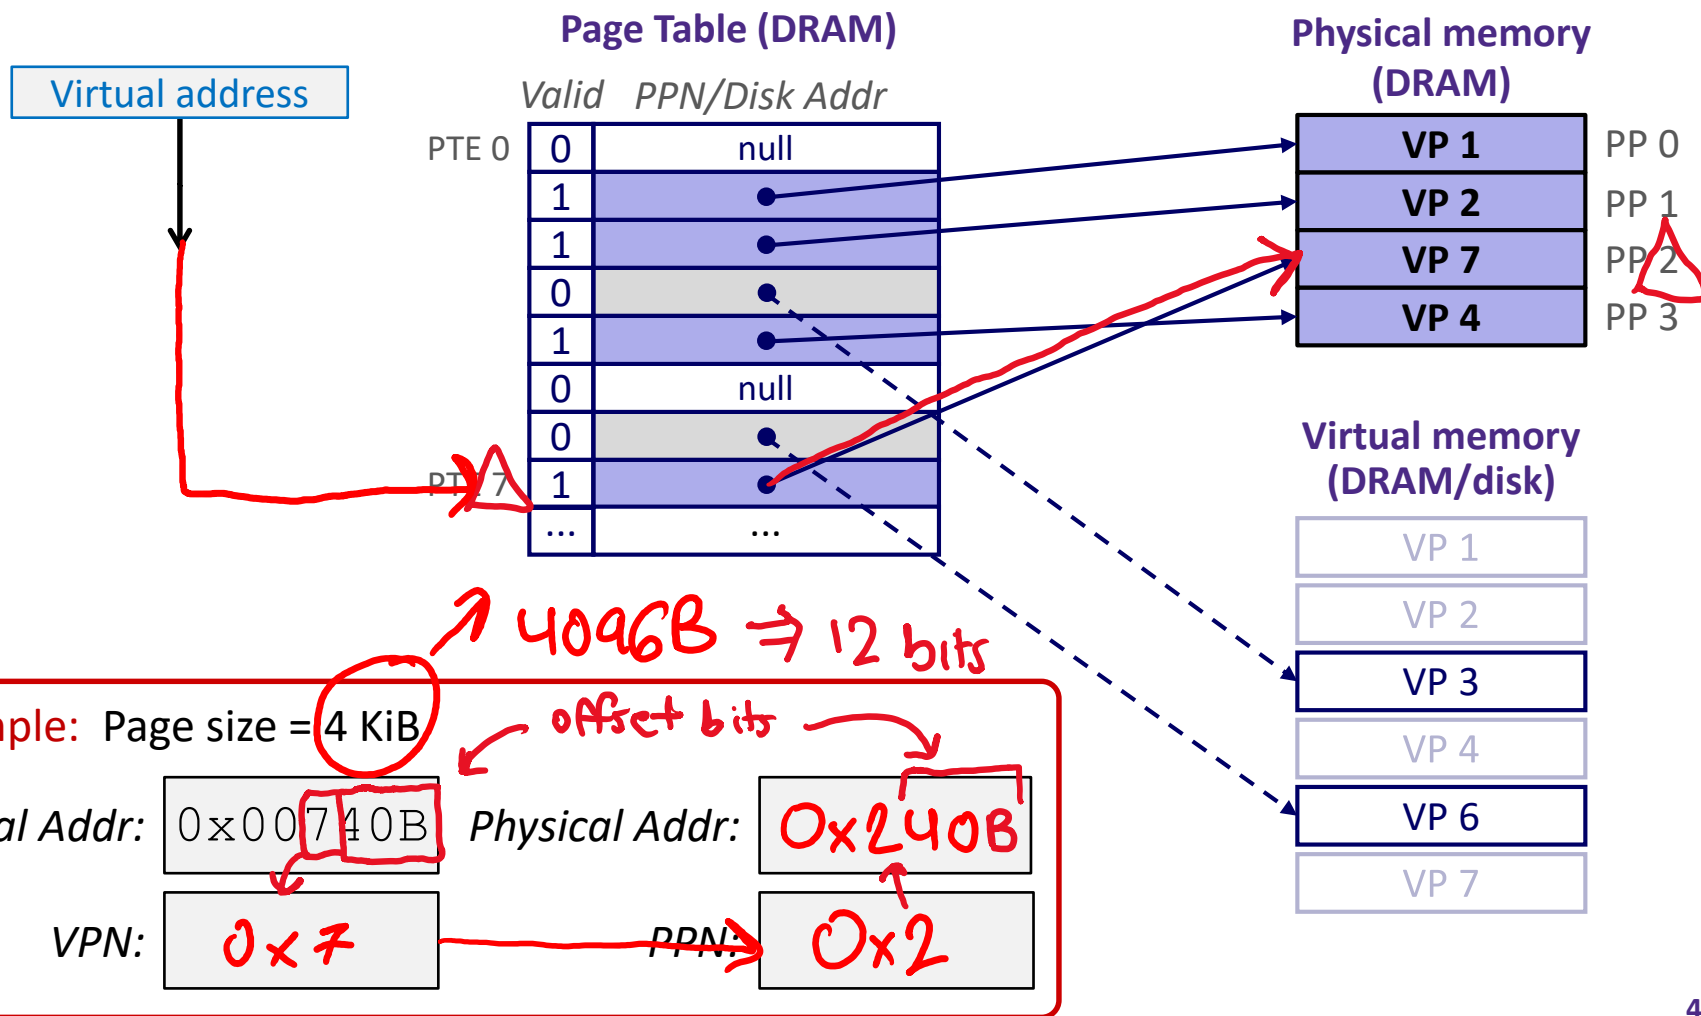 Page Table (DRAM)
Physical memory
(DRAM)
Virtual address
Valid PPN/Disk Addr
PTE 0 0 null
1
1
0
1
0 null
0
PTE 7 1
... ...
VP 1 PP 0
VP 2 PP 1
VP 7 PP 2
VP 4 PP 3
Virtual memory
(DRAM/disk)
VP 1
VP 2
VP 3
VP 4
VP 6
VP 7
4096B ⇒ 12 bits
offset bits
mple: Page size = 4 KiB
al Addr: 0x00740B Physical Addr: 0x240B
VPN: 0x7 PPN: 0x2
4